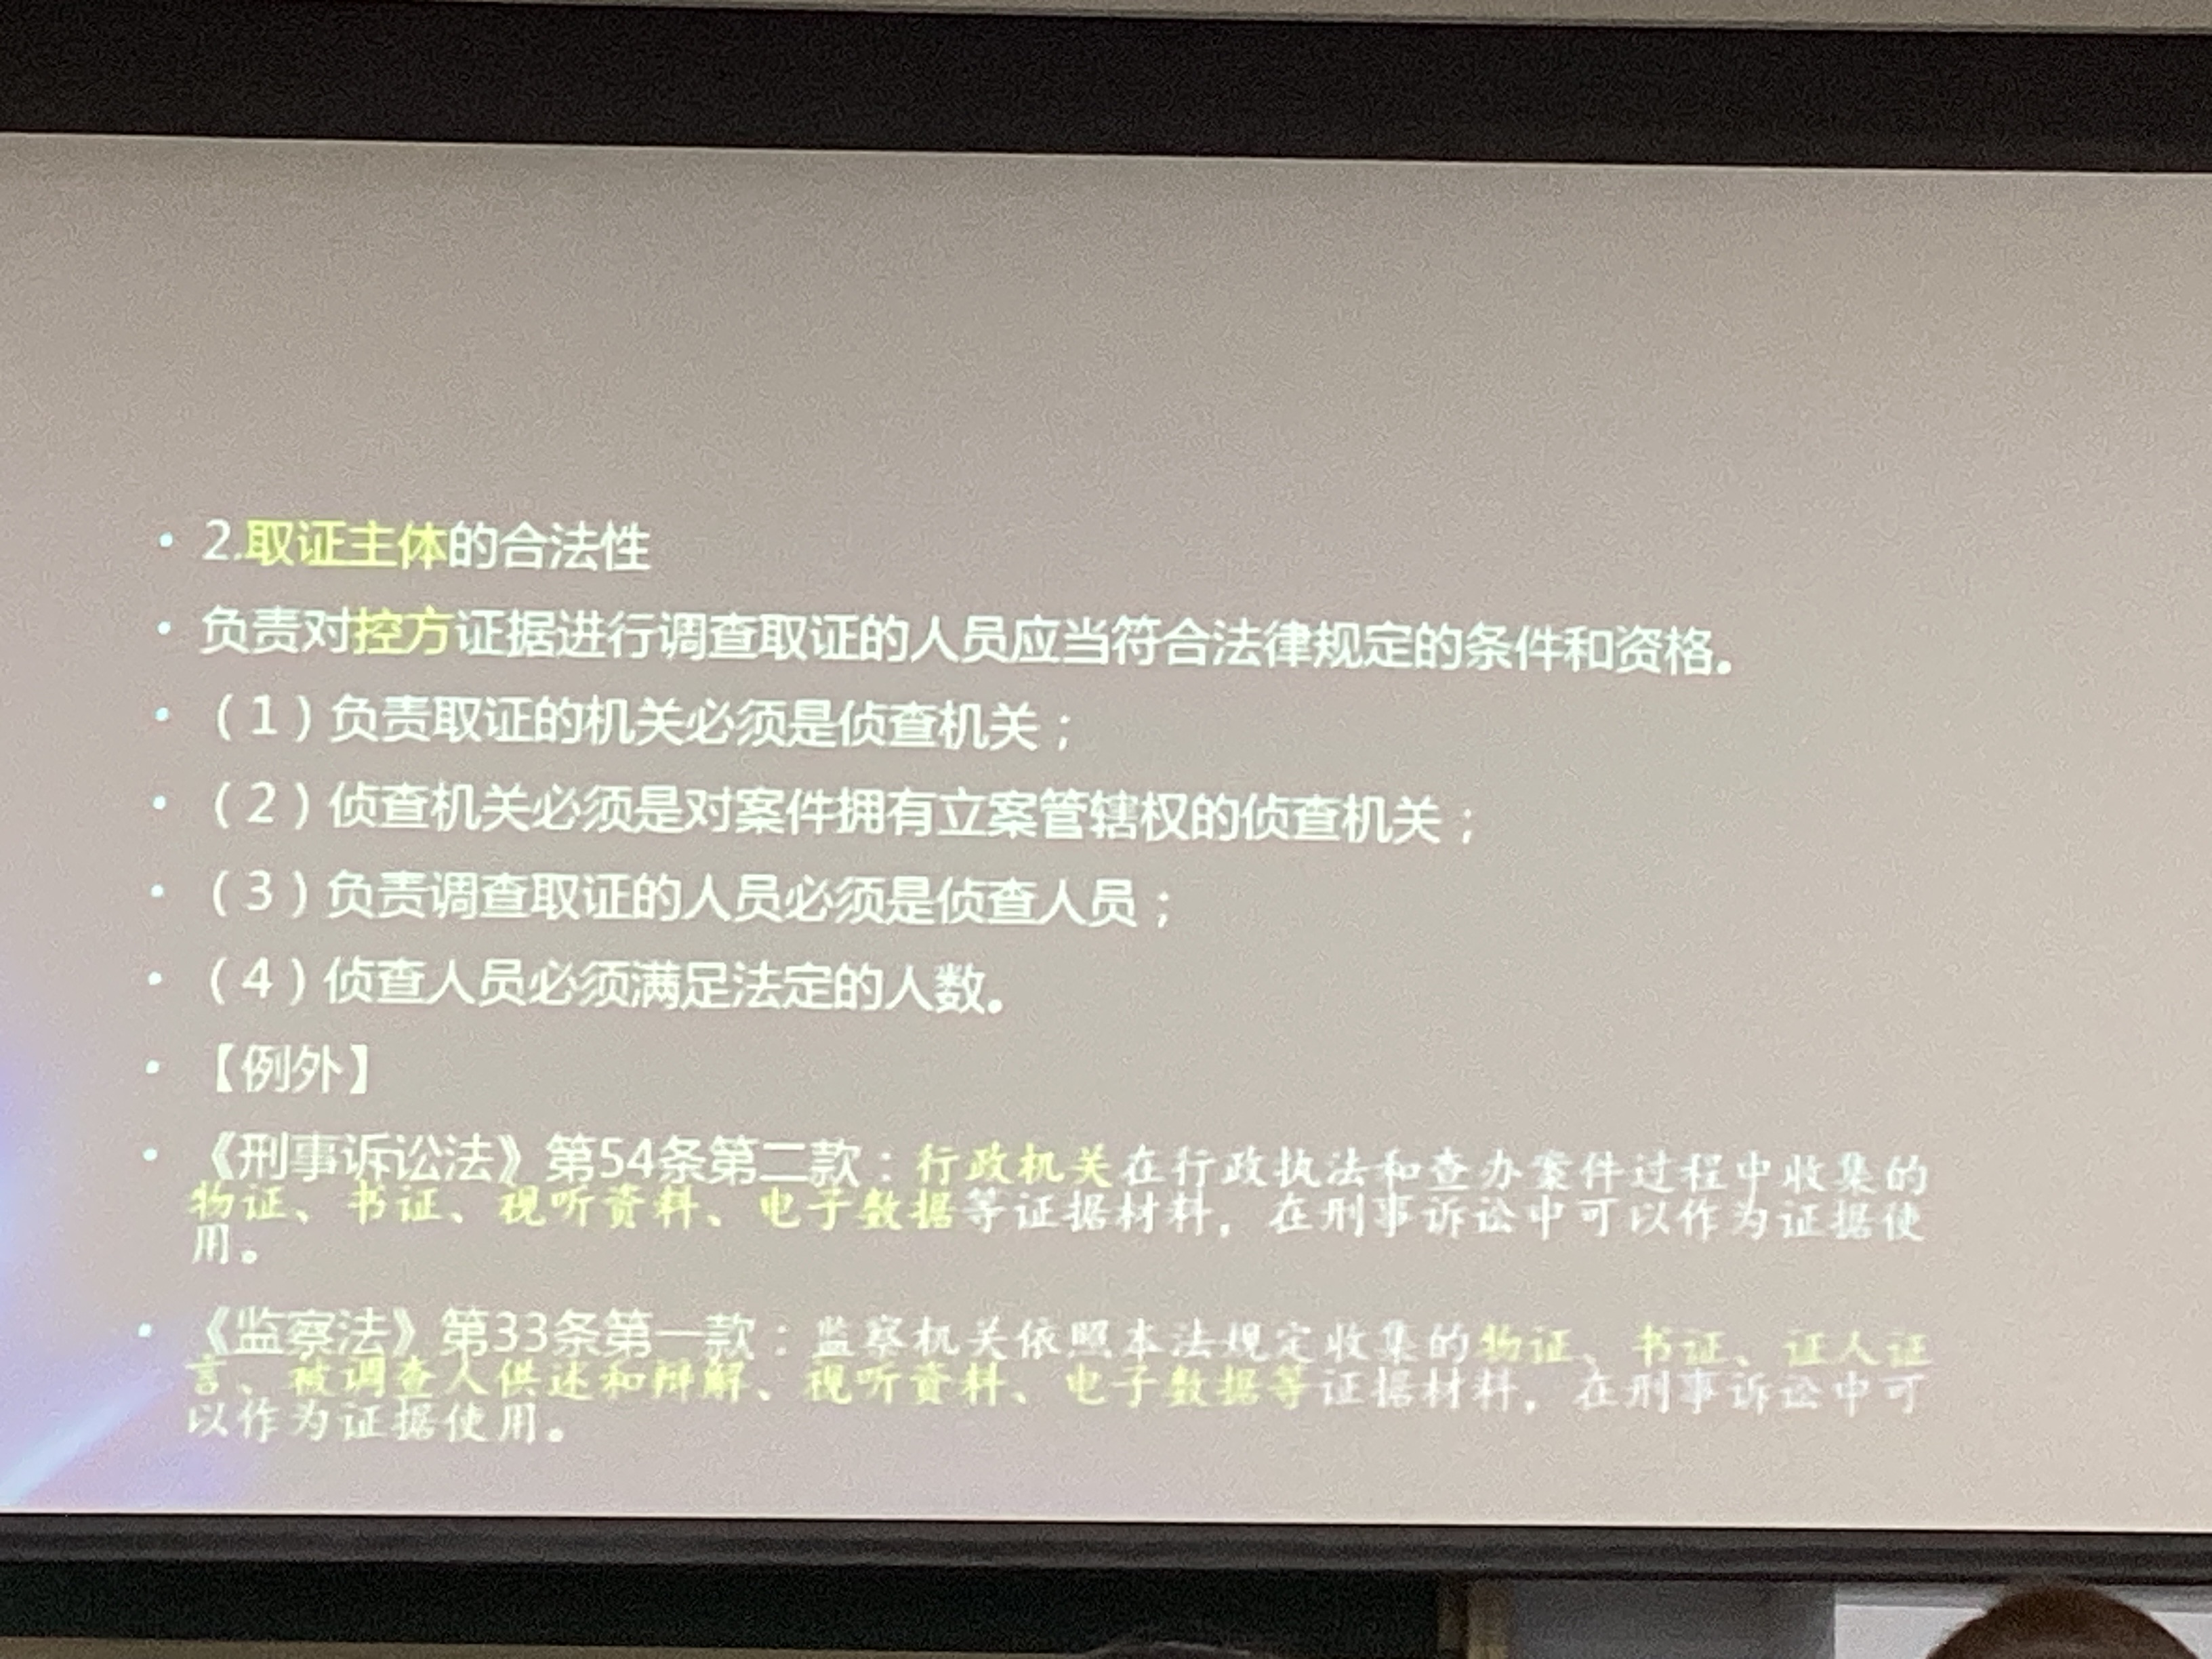 • 2.取证主体的合法性
• 负责对控方证据进行调查取证的人员应当符合法律规定的条件和资格。
• （1）负责取证的机关必须是侦查机关；
• （2）侦查机关必须是对案件拥有立案管辖权的侦查机关；
• （3）负责调查取证的人员必须是侦查人员；
• （4）侦查人员必须满足法定的人数。
• 【例外】
• 《刑事诉讼法》第54条第二款：行政机关在行政执法和查办案件过程中收集的
物证、书证、视听资料、电子数据等证据材料，在刑事诉讼中可以作为证据使
用。
• 《监察法》第33条第一款：监察机关依照本法规定收集的物证、书证、证人证
言、被调查人供述和辩解、视听资料、电子数据等证据材料，在刑事诉讼中可
以作为证据使用。